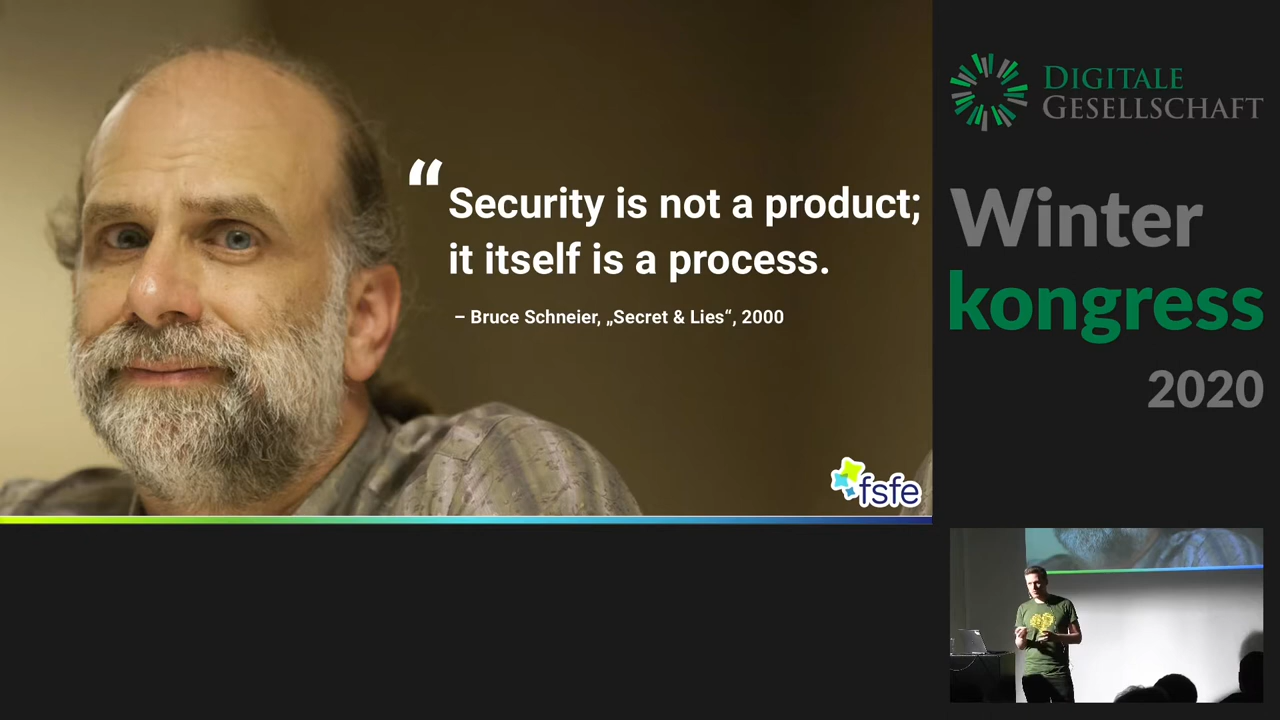 “
Security is not a product;
it itself is a process.
– Bruce Schneier, „Secret & Lies“, 2000
fsfe
DIGITALE
GESELLSCHAFT
Winter
kongress
2020